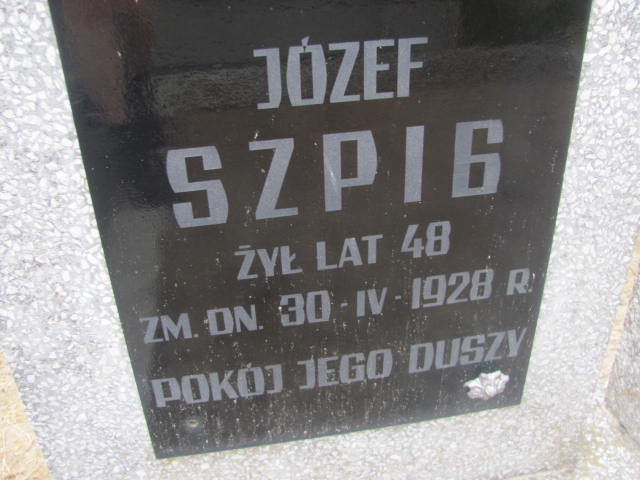 JÓZEF
SZPIG
ŻYŁ LAT 48
ZM. DN. 30-IV-1928 R.
POKÓJ JEGO DUSZY